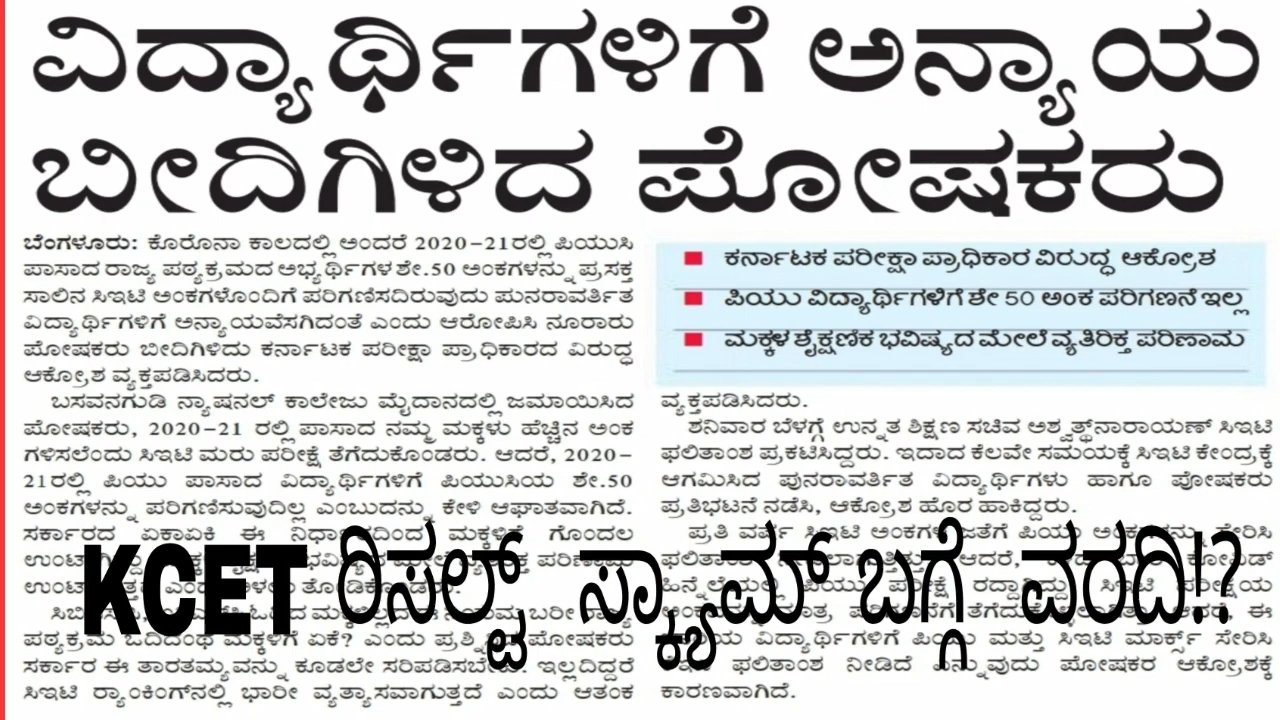 ವಿದ್ಯಾರ್ಥಿಗಳಿಗೆ ಅನ್ಯಾಯ
ಬೀದಿಗಿಳಿದ ಪೋಷಕರು
ಬೆಂಗಳೂರು: ಕೊರೊನಾ ಕಾಲದಲ್ಲಿ ಅಂದರೆ 2020-21ರಲ್ಲಿ ಪಿಯುಸಿ
ಪಾಸಾದ ರಾಜ್ಯ ಪಠ್ಯಕ್ರಮದ ಅಭ್ಯರ್ಥಿಗಳ ಶೇ.50 ಅಂಕಗಳನ್ನು ಪ್ರಸಕ್ತ
ಸಾಲಿನ ಸಿಇಟಿ ಅಂಕಗಳೊಂದಿಗೆ ಪರಿಗಣಿಸದಿರುವುದು ಪುನರಾವರ್ತಿತ
ವಿದ್ಯಾರ್ಥಿಗಳಿಗೆ ಅನ್ಯಾಯವೆಸಗಿದಂತೆ ಎಂದು ಆರೋಪಿಸಿ ನೂರಾರು
ಪೋಷಕರು ಬೀದಿಗಿಳಿದು ಕರ್ನಾಟಕ ಪರೀಕ್ಷಾ ಪ್ರಾಧಿಕಾರದ ವಿರುದ್ಧ
ಆಕ್ರೋಶ ವ್ಯಕ್ತಪಡಿಸಿದರು.
ಬಸವನಗುಡಿ ನ್ಯಾಷನಲ್ ಕಾಲೇಜು ಮೈದಾನದಲ್ಲಿ ಜಮಾಯಿಸಿದ
ಪೋಷಕರು, 2020-21 ರಲ್ಲಿ ಪಾಸಾದ ನಮ್ಮ ಮಕ್ಕಳು ಹೆಚ್ಚಿನ ಅಂಕ
ಗಳಿಸಲೆಂದು ಸಿಇಟಿ ಮರು ಪರೀಕ್ಷೆ ತೆಗೆದುಕೊಂಡರು. ಆದರೆ, 2020-
21ರಲ್ಲಿ ಪಿಯು ಪಾಸಾದ ವಿದ್ಯಾರ್ಥಿಗಳಿಗೆ ಪಿಯುಸಿಯ ಶೇ.50
ಅಂಕಗಳನ್ನು ಪರಿಗಣಿಸುವುದಿಲ್ಲ ಎಂಬುದನ್ನು ಕೇಳಿ ಆಘಾತವಾಗಿದೆ.
ಸರ್ಕಾರದ ಏಕಾಏಕಿ ಈ ನಿರ್ಧಾರದಿಂದ ಮಕ್ಕಳಿಗೆ ಗೊಂದಲ
ಪಠ್ಯಕ್ರಮ ಓದಿದಂಥ ಮಕ್ಕಳಿಗೆ ಏಕೆ? ಎಂದು ಪ್ರಶ್ನಿ ಪೋಷಕರು
ಸರ್ಕಾರ ಈ ತಾರತಮ್ಯವನ್ನು ಕೂಡಲೇ ಸರಿಪಡಿಸಬೇಕು. ಇಲ್ಲದಿದ್ದರೆ
ಸಿಇಟಿ ರ‍್ಯಾಂಕಿಂಗ್‌ನಲ್ಲಿ ಭಾರೀ ವ್ಯತ್ಯಾಸವಾಗುತ್ತದೆ ಎಂದು ಆತಂಕ
ಕರ್ನಾಟಕ ಪರೀಕ್ಷಾ ಪ್ರಾಧಿಕಾರ ವಿರುದ್ಧ ಆಕ್ರೋಶ
ಪಿಯು ವಿದ್ಯಾರ್ಥಿಗಳಿಗೆ ಶೇ 50 ಅಂಕ ಪರಿಗಣನೆ ಇಲ್ಲ
ಮಕ್ಕಳ ಶೈಕ್ಷಣಿಕ ಭವಿಷ್ಯದ ಮೇಲೆ ವ್ಯತಿರಿಕ್ತ ಪರಿಣಾಮ
ವ್ಯಕ್ತಪಡಿಸಿದರು.
ಶನಿವಾರ ಬೆಳಗ್ಗೆ ಉನ್ನತ ಶಿಕ್ಷಣ ಸಚಿವ ಅಶ್ವತ್ಥ್‌ನಾರಾಯಣ್ ಸಿಇಟಿ
ಫಲಿತಾಂಶ ಪ್ರಕಟಿಸಿದ್ದರು. ಇದಾದ ಕೆಲವೇ ಸಮಯಕ್ಕೆ ಸಿಇಟಿ ಕೇಂದ್ರಕ್ಕೆ
ಆಗಮಿಸಿದ ಪುನರಾವರ್ತಿತ ವಿದ್ಯಾರ್ಥಿಗಳು ಹಾಗೂ ಪೋಷಕರು
ಪ್ರತಿಭಟನೆ ನಡೆಸಿ, ಆಕ್ರೋಶ ಹೊರ ಹಾಕಿದ್ದರು.
ಪ್ರತಿ ವರ್ಷ ಸಿಇಟಿ ಅಂಕಗಳ ಜತೆಗೆ ಪಿಯು ಸೇರಿಸಿ
ವಿದ್ಯಾರ್ಥಿಗಳಿಗೆ ಪಿಯು ಮತ್ತು ಸಿಇಟಿ ಮಾರ್ಕ್ಸ್ ಸೇರಿಸಿ
ಫಲಿತಾಂಶ ನೀಡಿದೆ ಎನ್ನುವುದು ಪೋಷಕರ ಆಕ್ರೋಶಕ್ಕೆ
ಕಾರಣವಾಗಿದೆ.
KCET ರಿಸಲ್ಟ್ ಸ್ಕ್ಯಾಮ್ ಬಗ್ಗೆ ವರದಿ!?